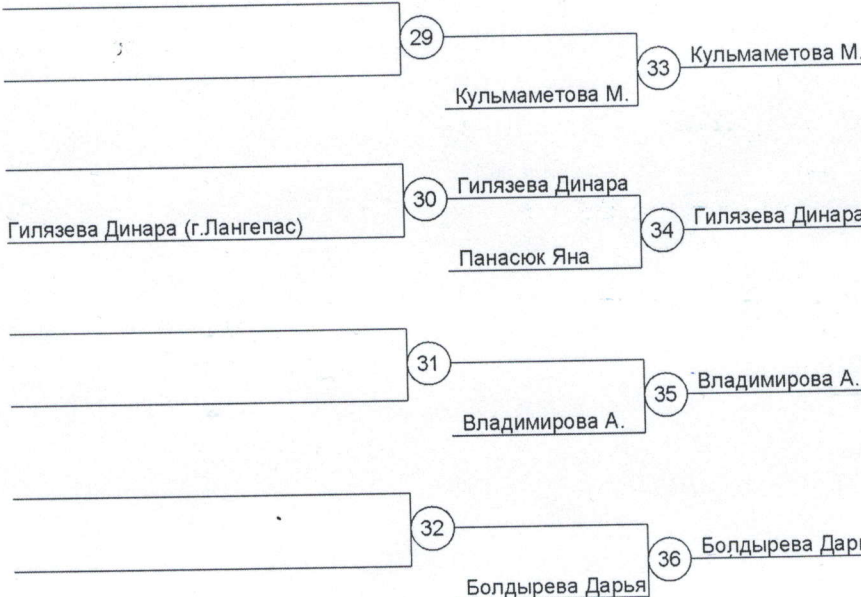 29
33
Кульмаметова М.
Кульмаметова М.
30
Гилязева Динара
Гилязева Динара (г.Лангепас)
34
Гилязева Динара
Панасюк Яна
31
35
Владимирова А.
Владимирова А.
32
36
Болдырева Дарь
Болдырева Дарья